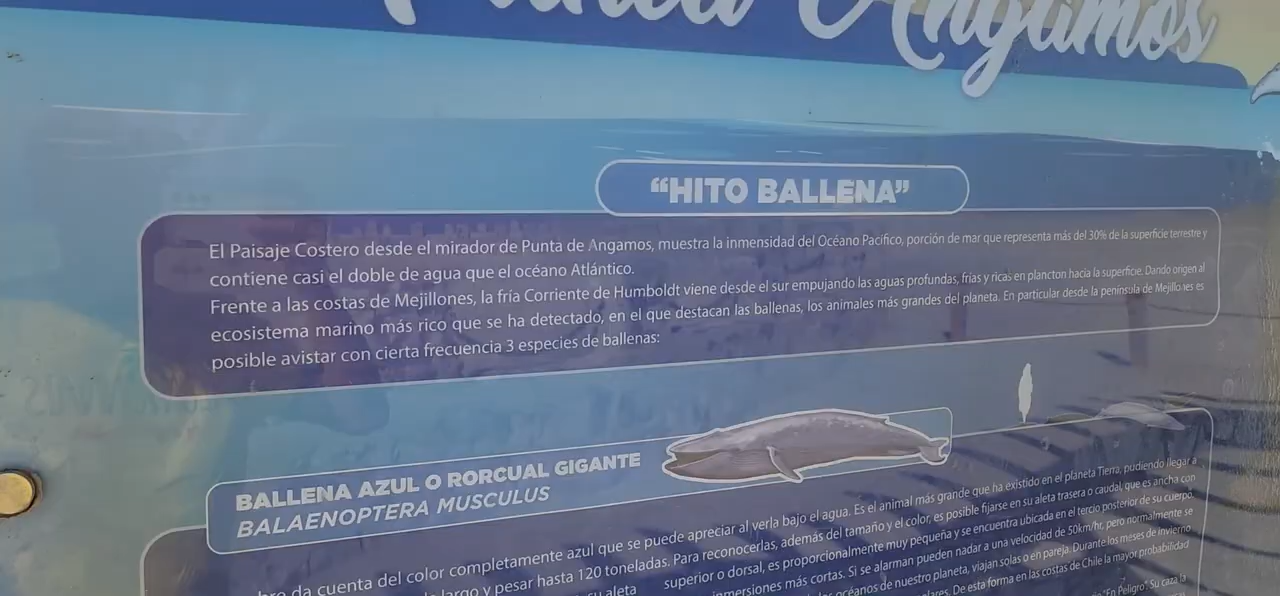 Punta Angamos
“HITO BALLENA”
El Paisaje Costero desde el mirador de Punta de Angamos, muestra la inmensidad del Océano Pacífico, porción de mar que representa más del 30% de la superficie terrestre y
contiene casi el doble de agua que el océano Atlántico.
Frente a las costas de Mejillones, la fría Corriente de Humboldt viene desde el sur empujando las aguas profundas, frías y ricas en plancton hacia la superficie. Dando origen al
ecosistema marino más rico que se ha detectado, en el que destacan las ballenas, los animales más grandes del planeta. En particular desde la península de Mejillones es
posible avistar con cierta frecuencia 3 especies de ballenas:
BALLENA AZUL O RORCUAL GIGANTE
BALAENOPTERA MUSCULUS
da cuenta del color completamente azul que se puede apreciar al verla bajo el agua. Es el animal más grande que ha existido en el planeta Tierra, pudiendo llegar a
largo y pesar hasta 120 toneladas. Para reconocerlas, además del tamaño y el color, es posible fijarse en su aleta trasera o caudal, que es ancha con
su aleta superior o dorsal, es proporcionalmente muy pequeña y se encuentra ubicada en el tercio posterior de su cuerpo.
inmersiones más cortas. Si se alarman pueden nadar a una velocidad de 50km/hr, pero normalmente se
océanos de nuestro planeta, viajan solas o en pareja. Durante los meses de invierno
De esta forma en las costas de Chile la mayor probabilidad
"En Peligro". Su caza la